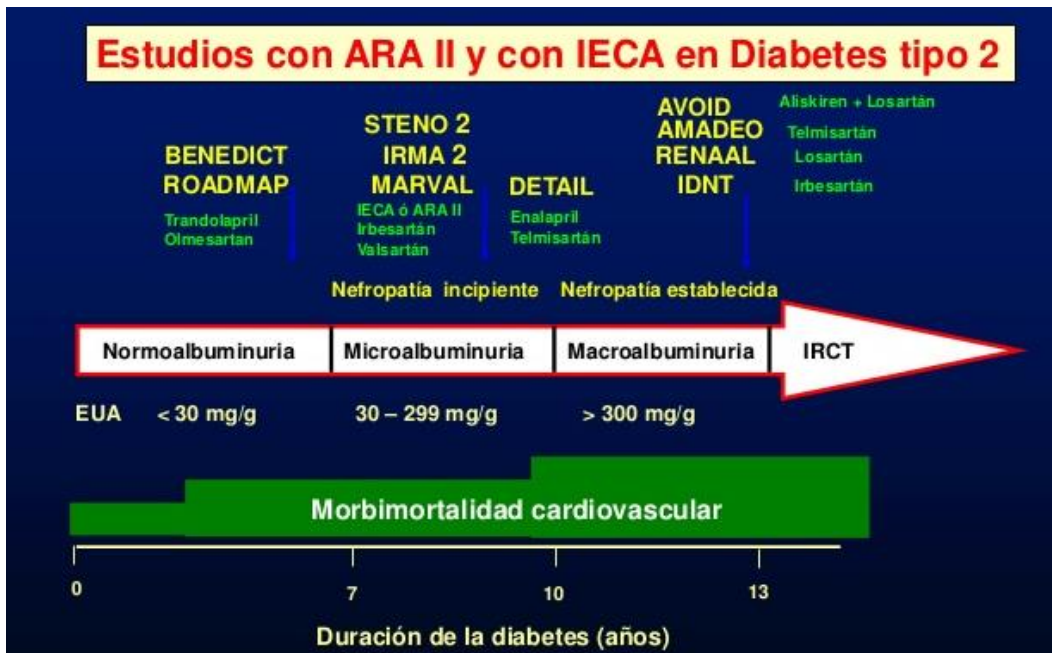 Estudios con ARA II y con IECA en Diabetes tipo 2
BENEDICT
ROADMAP
Trandolapril
Olmesartan
STENO 2
IRMA 2
MARVAL
IECA ó ARA II
Irbesartán
Valsartán
DETAIL
Enalapril
Telmisartán
AVOID
AMADEO
RENAAL
IDNT
Aliskiren + Losartán
Telmisartán
Losartán
Irbesartán
Nefropatía incipiente
Nefropatía establecida
Normoalbuminuria
Microalbuminuria
Macroalbuminuria
IRCT
EUA < 30 mg/g 30 – 299 mg/g > 300 mg/g
Morbimortalidad cardiovascular
0 7 10 13
Duración de la diabetes (años)